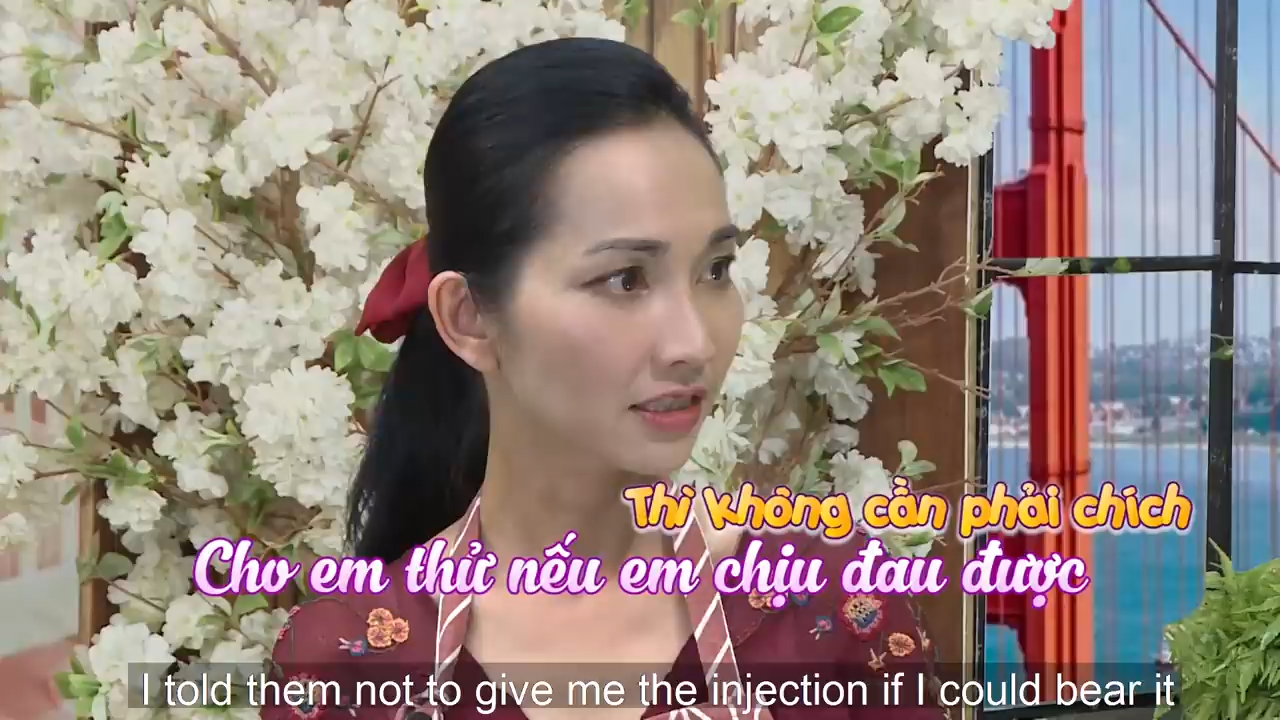 Thì không cần phải chích
Cho em thử nếu em chịu đau được
I told them not to give me the injection if I could bear it